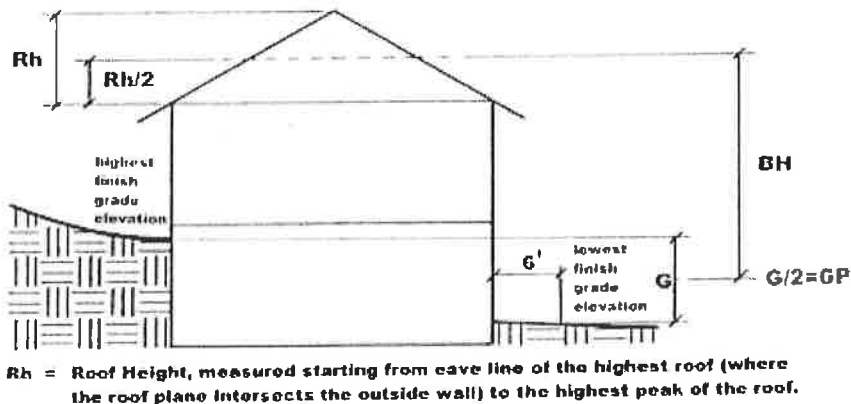 Rh
Rh/2
highest
finish
grade
elevation
BH
6'
lowest
finish
grade
elevation
G
G/2=GP
Rh = Roof Height, measured starting from eave line of the highest roof (where
the roof plane intersects the outside wall) to the highest peak of the roof.